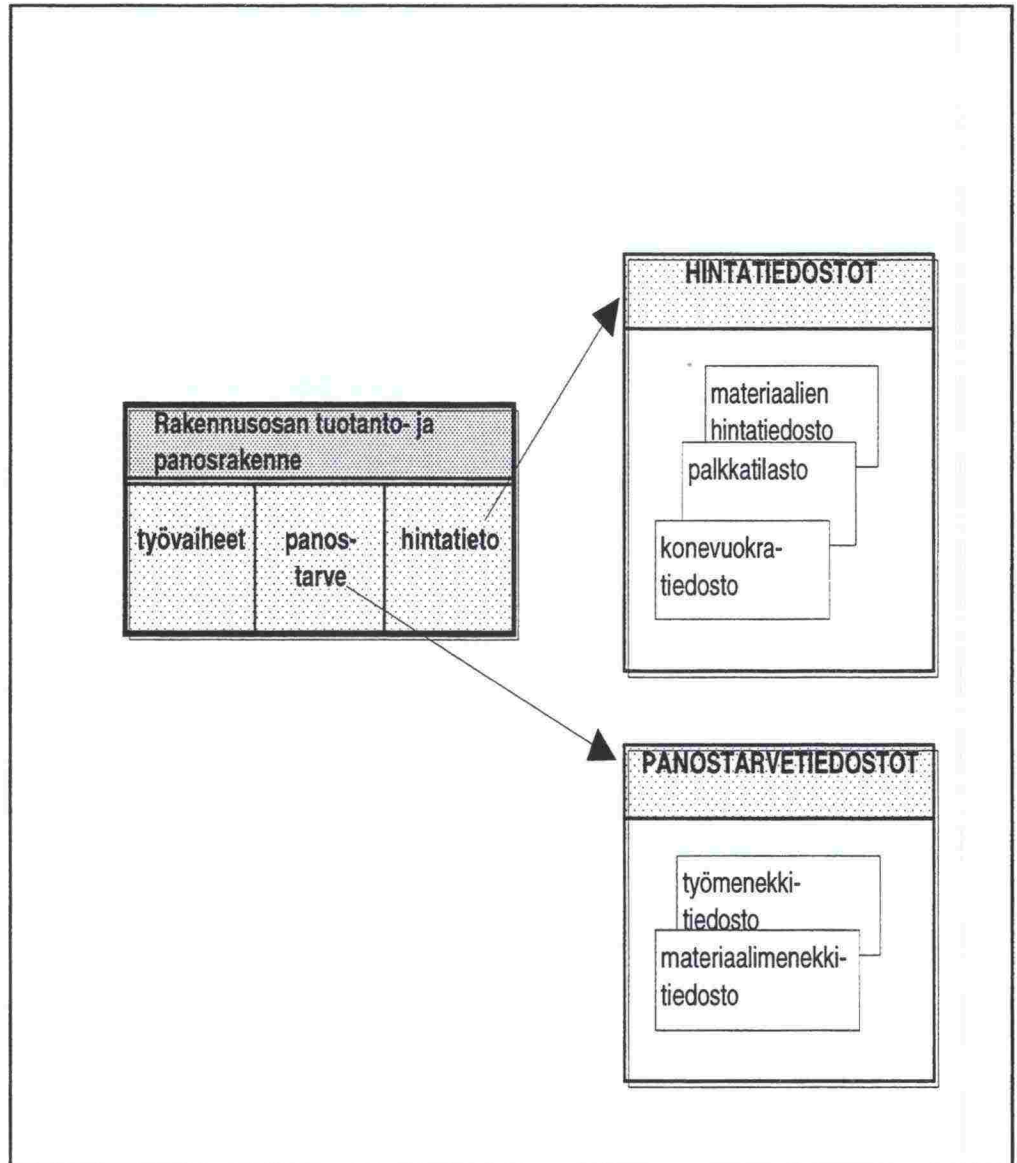 HINTATIEDOSTOT
materiaalien
hintatiedosto
palkkatilasto
konevuokra-
tiedosto
Rakennusosan tuotanto- ja
panosrakenne
työvaiheet
panos-
tarve
hintatieto
PANOSTARVETIEDOSTOT
työmenekki-
tiedosto
materiaalimenekki-
tiedosto